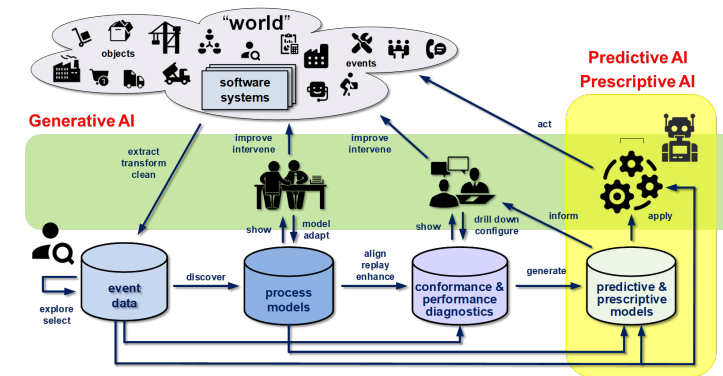 “world”
objects
events
software
systems
Predictive AI
Prescriptive AI
Generative AI
extract
transform
clean
improve
intervene
improve
intervene
act
show
model
adapt
show
drill down
configure
inform
apply
explore
select
event
data
discover
process
models
align
replay
enhance
conformance &
performance
diagnostics
generate
predictive &
prescriptive
models